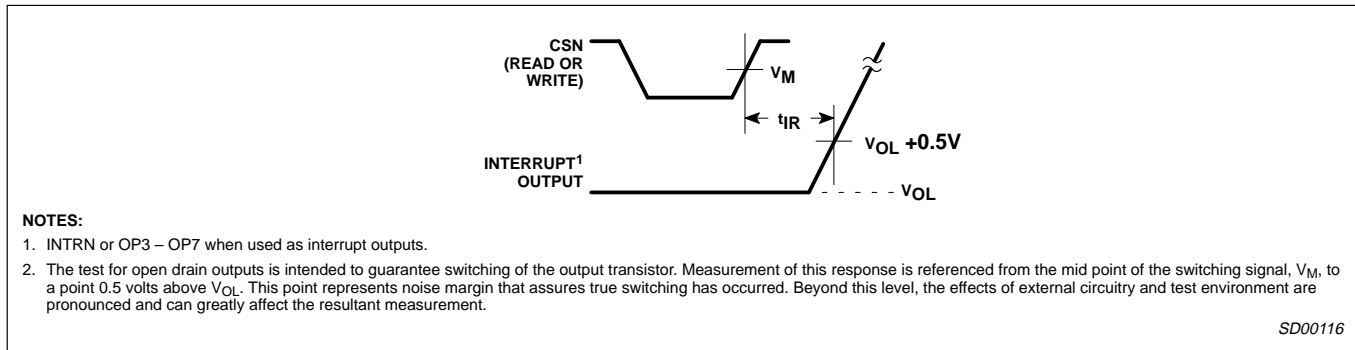 CSN
(READ OR
WRITE)
VM
tIR
VOL +0.5V
INTERRUPT1
OUTPUT
VOL
NOTES:
1. INTRN or OP3 – OP7 when used as interrupt outputs.
2. The test for open drain outputs is intended to guarantee switching of the output transistor. Measurement of this response is referenced from the mid point of the switching signal, VM, to
a point 0.5 volts above VOL. This point represents noise margin that assures true switching has occurred. Beyond this level, the effects of external circuitry and test environment are
pronounced and can greatly affect the resultant measurement.
SD00116